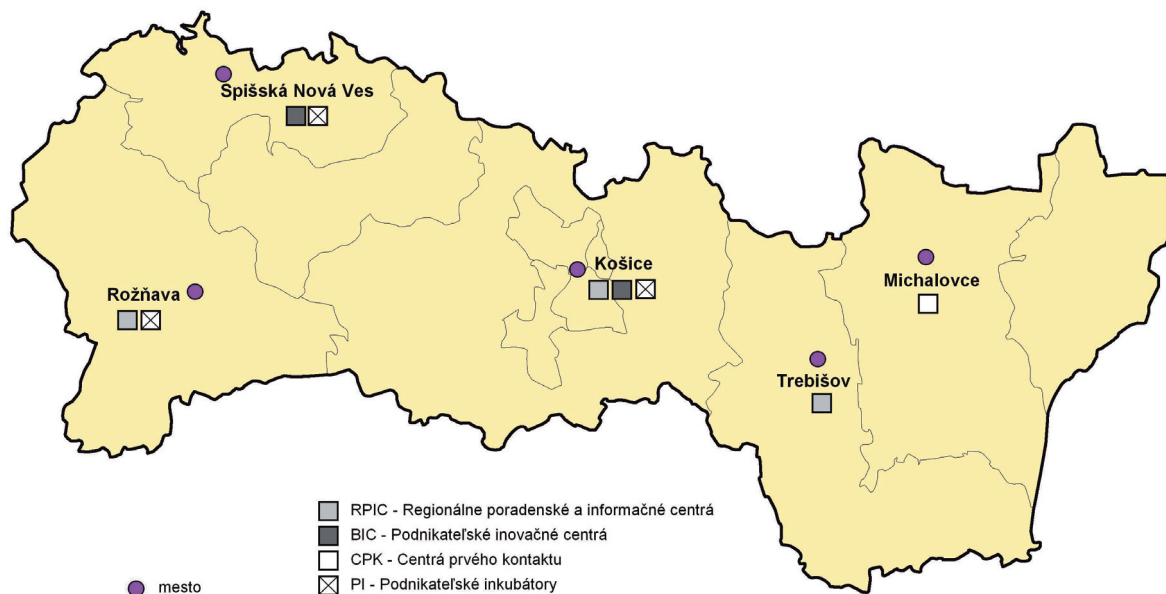 Spišská Nová Ves
Košice
Michalovce
Rožňava
Trebišov
RPIC - Regionálne poradenské a informačné centrá
BIC - Podnikateľské inovačné centrá
CPK - Centrá prvého kontaktu
PI - Podnikateľské inkubátory
mesto